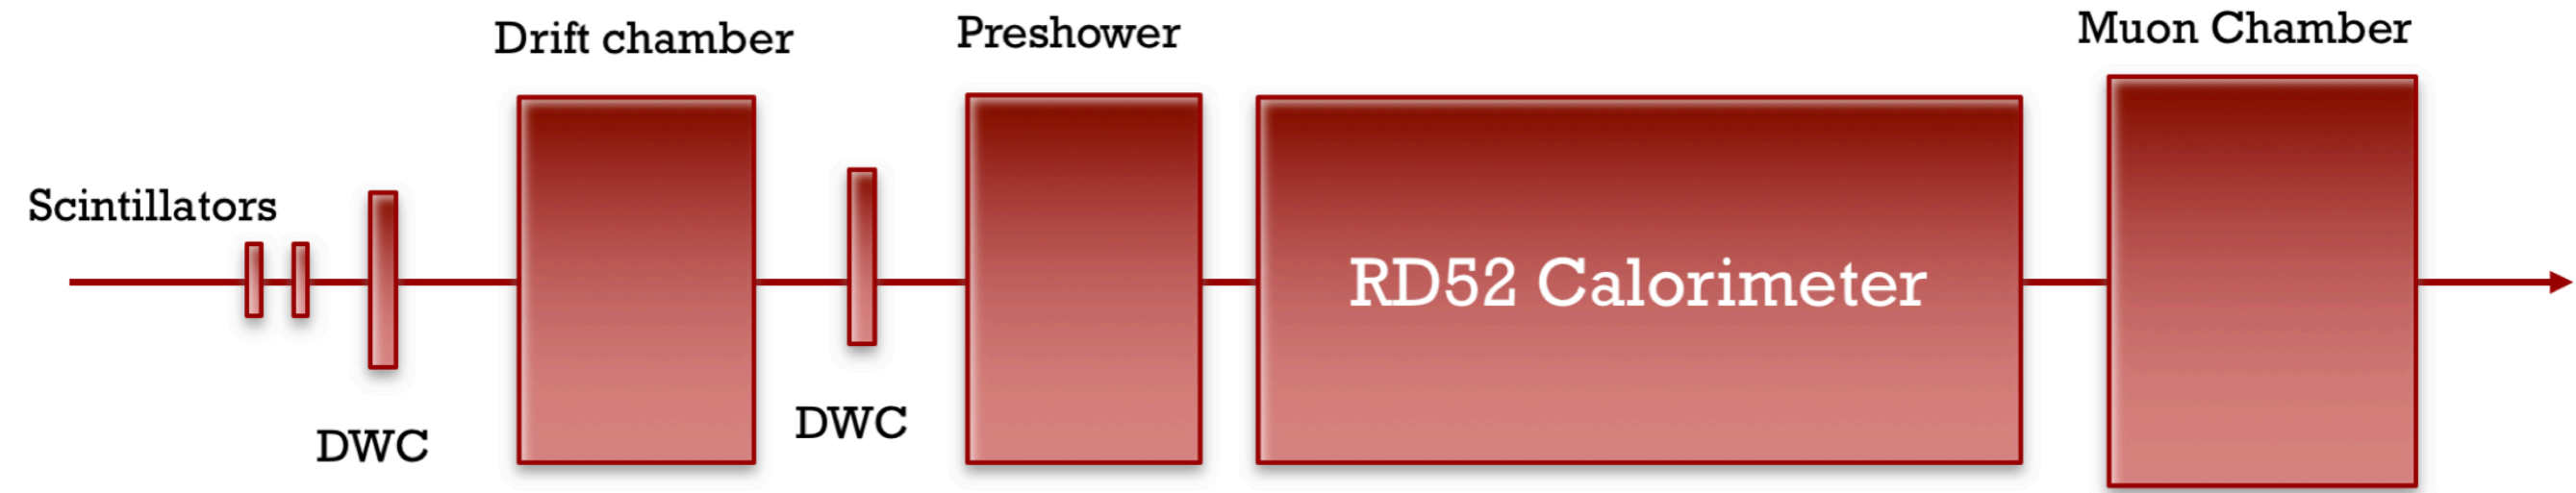 Scintillators
DWC
Drift chamber
DWC
Preshower
RD52 Calorimeter
Muon Chamber